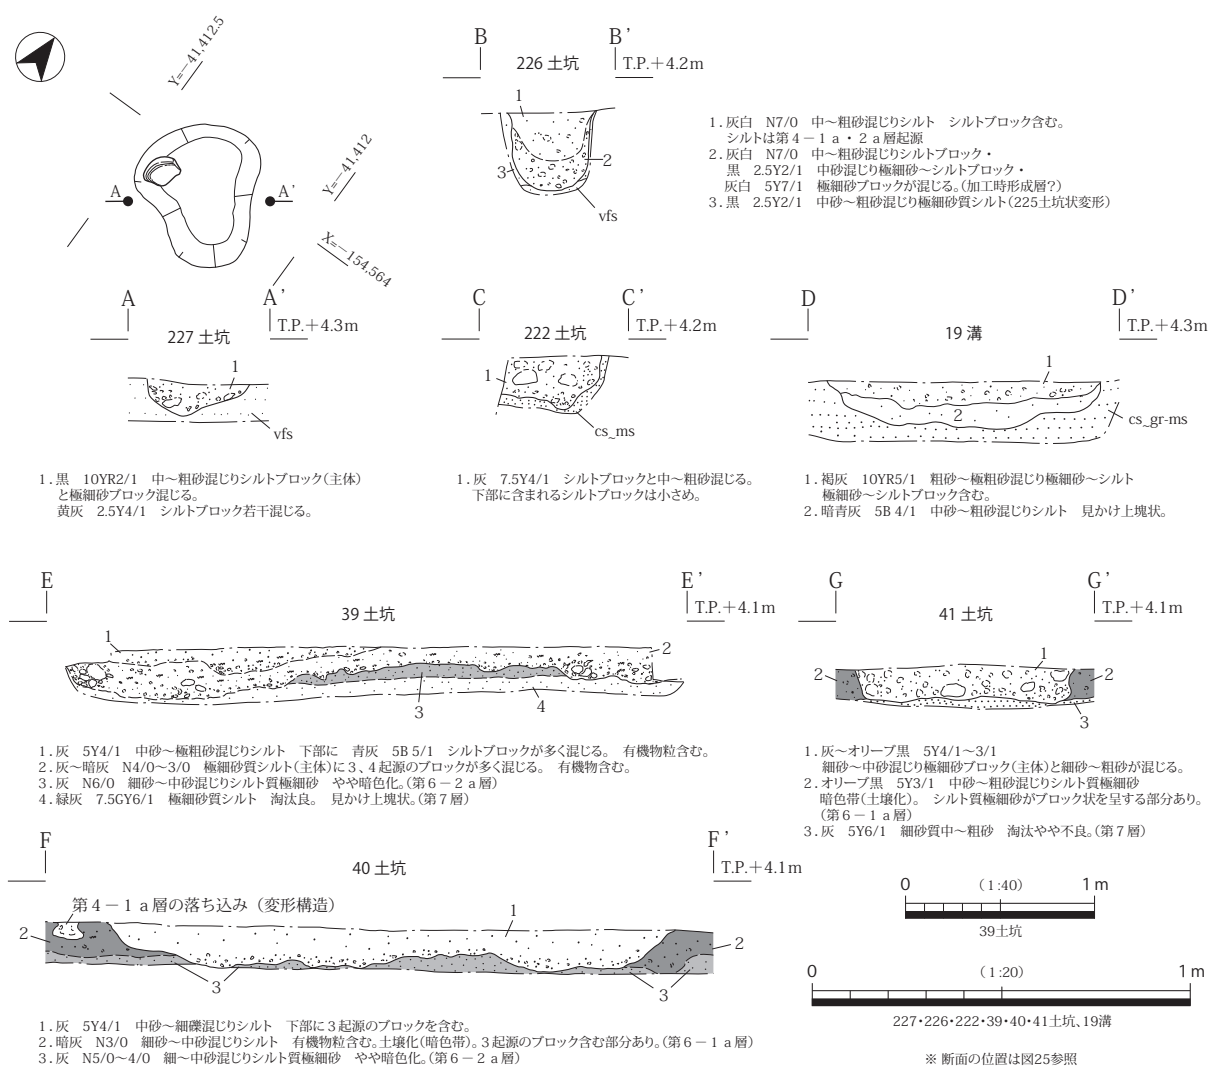 Y=−41,412.5
Y=−41,412
X=−154,564
A A'
B B'
226 土坑 T.P.＋4.2m
1
2
3
vfs
1．灰白　N7/0　中～粗砂混じりシルト　シルトブロック含む。
シルトは第４－１ａ・２ａ層起源
2．灰白　N7/0　中～粗砂混じりシルトブロック・
黒　2.5Y2/1　中砂混じり極細砂～シルトブロック・
灰白　5Y7/1　極細砂ブロックが混じる。(加工時形成層？)
3．黒　2.5Y2/1　中砂～粗砂混じり極細砂質シルト(225土坑状変形)
A A'
227 土坑 T.P.＋4.3m
1
vfs
1．黒　10YR2/1　中～粗砂混じりシルトブロック(主体)
と極細砂ブロック混じる。
黄灰　2.5Y4/1　シルトブロック若干混じる。
C C'
222 土坑 T.P.＋4.2m
1
cs~ms
1．灰　7.5Y4/1　シルトブロックと中～粗砂混じる。
下部に含まれるシルトブロックは小さめ。
D D'
19 溝 T.P.＋4.3m
1
2
cs~gr-ms
1．褐灰　10YR5/1　粗砂～極粗砂混じり極細砂～シルト
極細砂～シルトブロック含む。
2．暗青灰　5B 4/1　中砂～粗砂混じりシルト　見かけ上塊状。
E E'
39 土坑 T.P.＋4.1m
1
2
3
4
1．灰　5Y4/1　中砂～極粗砂混じりシルト　下部に　青灰　5B 5/1　シルトブロックが多く混じる。　有機物粒含む。
2．灰～暗灰　N4/0～3/0　極細砂質シルト(主体)に３、４起源のブロックが多く混じる。　有機物含む。
3．灰　N6/0　細砂～中砂混じりシルト質極細砂　やや暗色化。(第６－２ａ層)
4．緑灰　7.5GY6/1　極細砂質シルト　淘汰良。　見かけ上塊状。(第７層)
G G'
41 土坑 T.P.＋4.1m
1
2 2
3
1．灰～オリーブ黒　5Y4/1～3/1
細砂～中砂混じり極細砂ブロック(主体)と細砂～粗砂が混じる。
2．オリーブ黒　5Y3/1　中砂～粗砂混じりシルト質極細砂
暗色帯(土壌化)。　シルト質極細砂がブロック状を呈する部分あり。
(第６－１ａ層)
3．灰　5Y6/1　細砂質中～粗砂　淘汰やや不良。(第７層)
F F'
40 土坑 T.P.＋4.1m
第４－１ａ層の落ち込み（変形構造）
1
2 2
3 3
1．灰　5Y4/1　中砂～細礫混じりシルト　下部に３起源のブロックを含む。
2．暗灰　N3/0　細砂～中砂混じりシルト　有機物粒含む。土壌化(暗色帯)。３起源のブロック含む部分あり。(第６－１ａ層)
3．灰　N5/0～4/0　細～中砂混じりシルト質極細砂　やや暗色化。(第６－２ａ層)
0 （1:40） 1 m
39土坑
0 （1:20） 1 m
227・226・222・39・40・41土坑、19溝
※ 断面の位置は図25参照